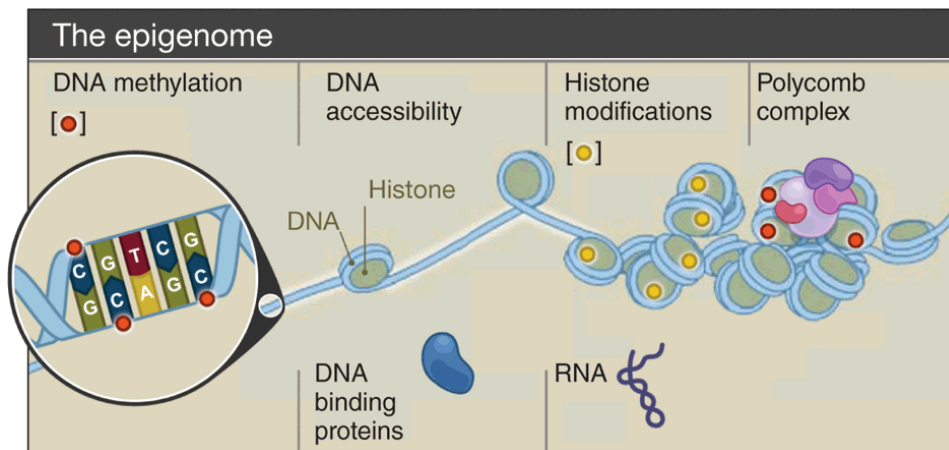 The epigenome
DNA methylation
[ ]
DNA
accessibility
Histone
modifications
[ ]
Polycomb
complex
Histone
DNA
C G T C G
G C A G C
DNA
binding
proteins
RNA